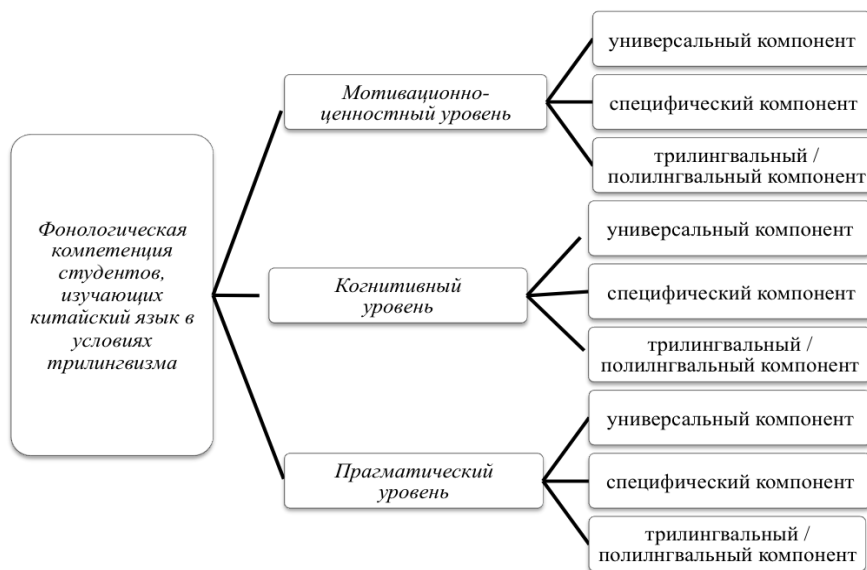 Фонологическая
компетенция
студентов,
изучающих
китайский язык в
условиях
трилингвизма
Мотивационно-
ценностный уровень
универсальный компонент
специфический компонент
трилингвальный /
полилнгвальный компонент
Когнитивный
уровень
универсальный компонент
специфический компонент
трилингвальный /
полилнгвальный компонент
Прагматический
уровень
универсальный компонент
специфический компонент
трилингвальный /
полилнгвальный компонент